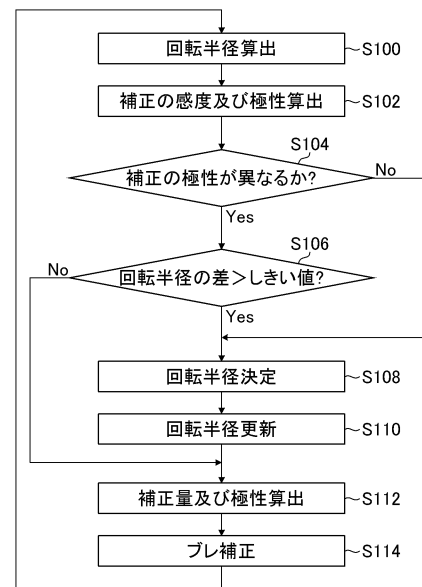 回転半径算出 S100
補正の感度及び極性算出 S102
S104
補正の極性が異なるか? No
Yes
S106
No 回転半径の差>しきい値?
Yes
回転半径決定 S108
回転半径更新 S110
補正量及び極性算出 S112
ブレ補正 S114